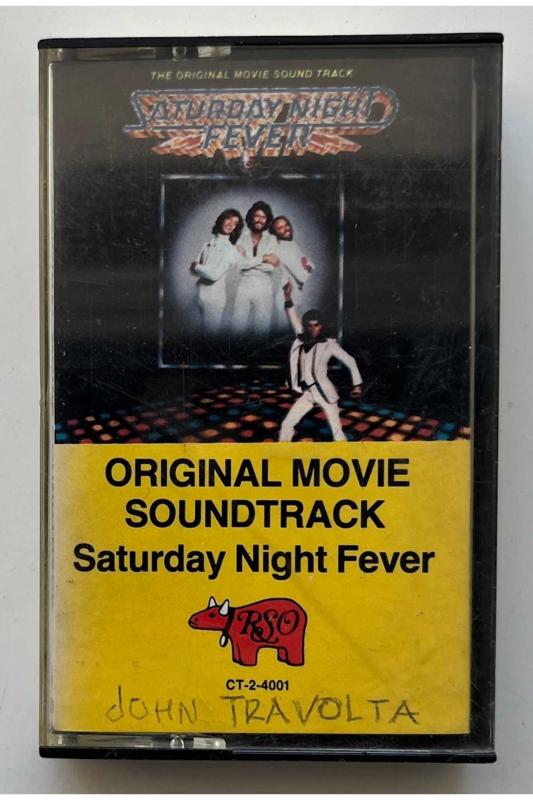 THE ORIGINAL MOVIE SOUND TRACK
SATURDAY NIGHT
FEVER
ORIGINAL MOVIE
SOUNDTRACK
Saturday Night Fever
RSO
CT-2-4001
JOHN TRAVOLTA